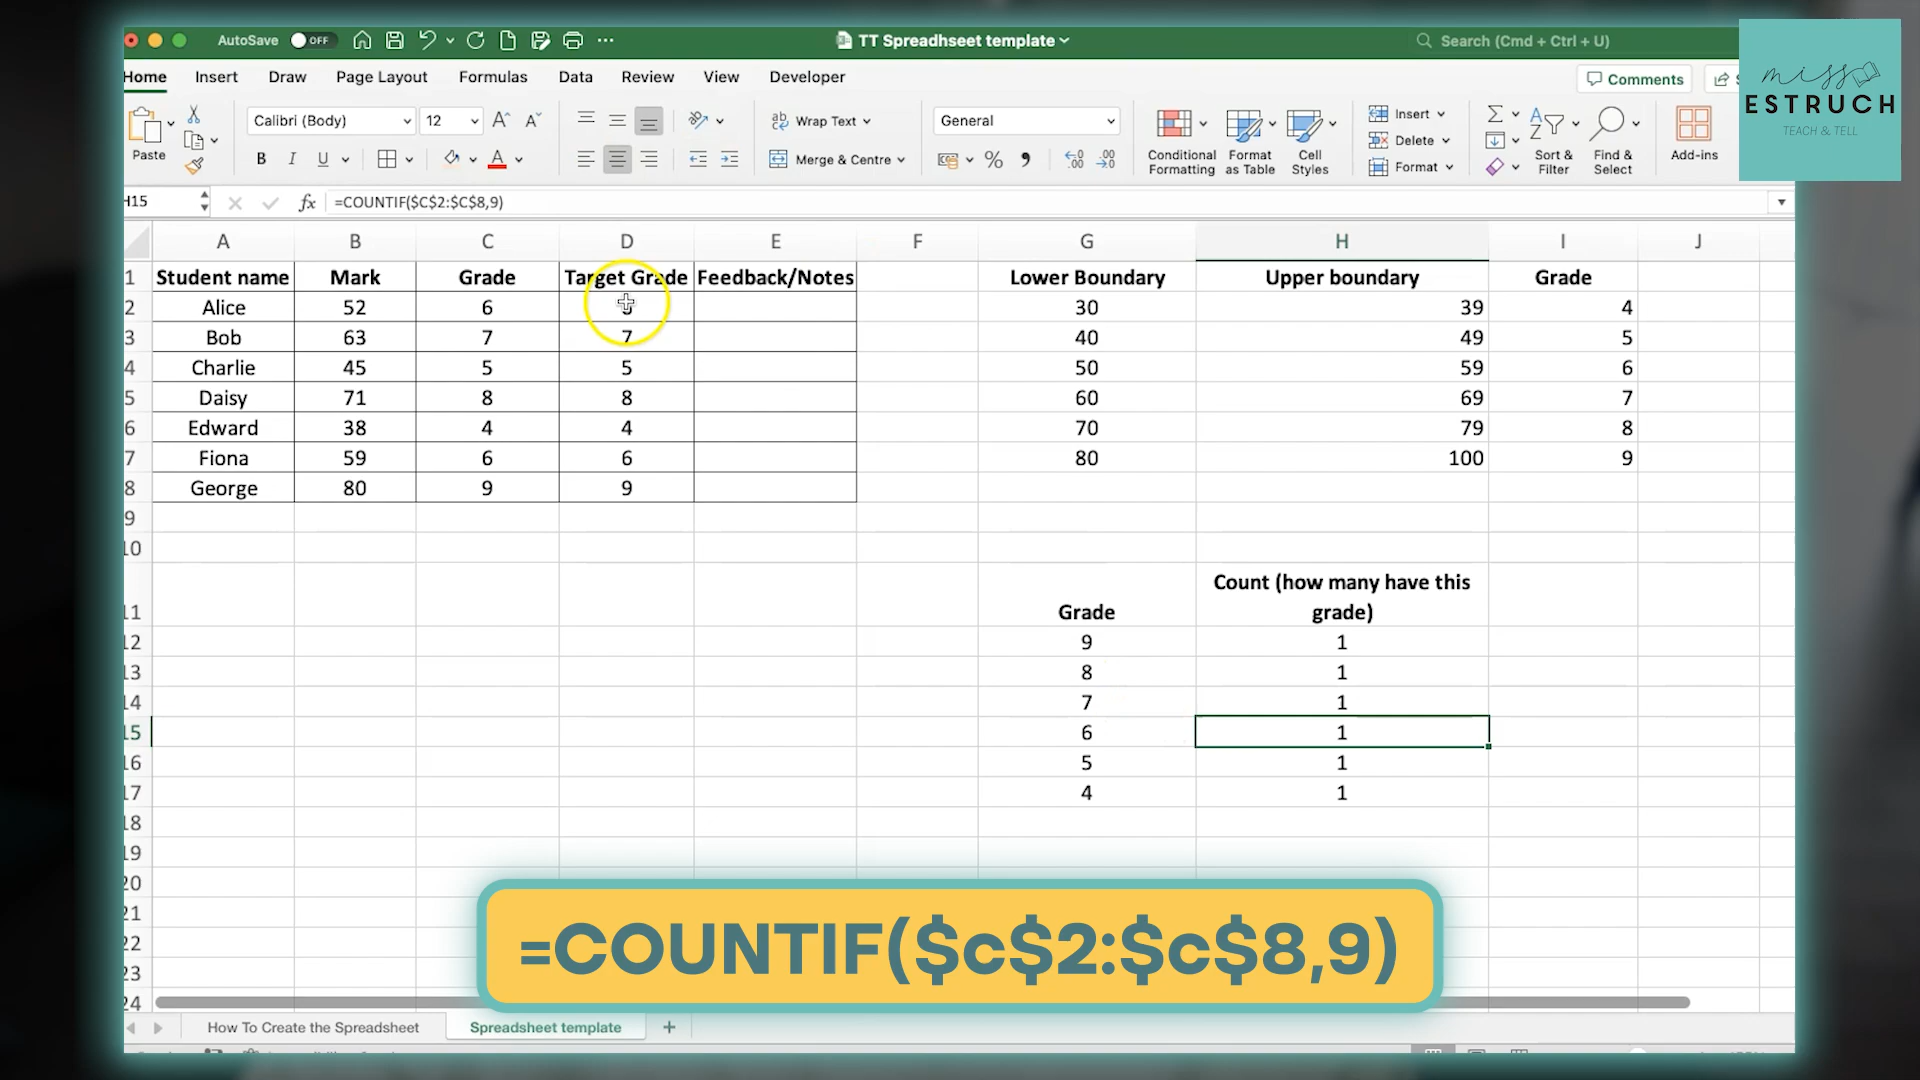 AutoSave OFF TT Spreadhseet template Search (Cmd + Ctrl + U)
miss
ESTRUCH
TEACH & TELL
Home Insert Draw Page Layout Formulas Data Review View Developer Comments
Paste Calibri (Body) 12 Wrap Text General Insert
B I U Merge & Centre Conditional Formatting Format as Table Cell Styles Delete Format Sort & Filter Find & Select Add-ins
H15 fx =COUNTIF($C$2:$C$8,9)
A B C D E F G H I J
1 Student name Mark Grade Target Grade Feedback/Notes Lower Boundary Upper boundary Grade
2 Alice 52 6 30 39 4
3 Bob 63 7 7 40 49 5
4 Charlie 45 5 5 50 59 6
5 Daisy 71 8 8 60 69 7
6 Edward 38 4 4 70 79 8
7 Fiona 59 6 6 80 100 9
8 George 80 9 9
9
10
Count (how many have this
11 Grade grade)
12 9 1
13 8 1
14 7 1
15 6 1
16 5 1
17 4 1
18
19
20
21
22
23
24
=COUNTIF($c$2:$c$8,9)
How To Create the Spreadsheet Spreadsheet template